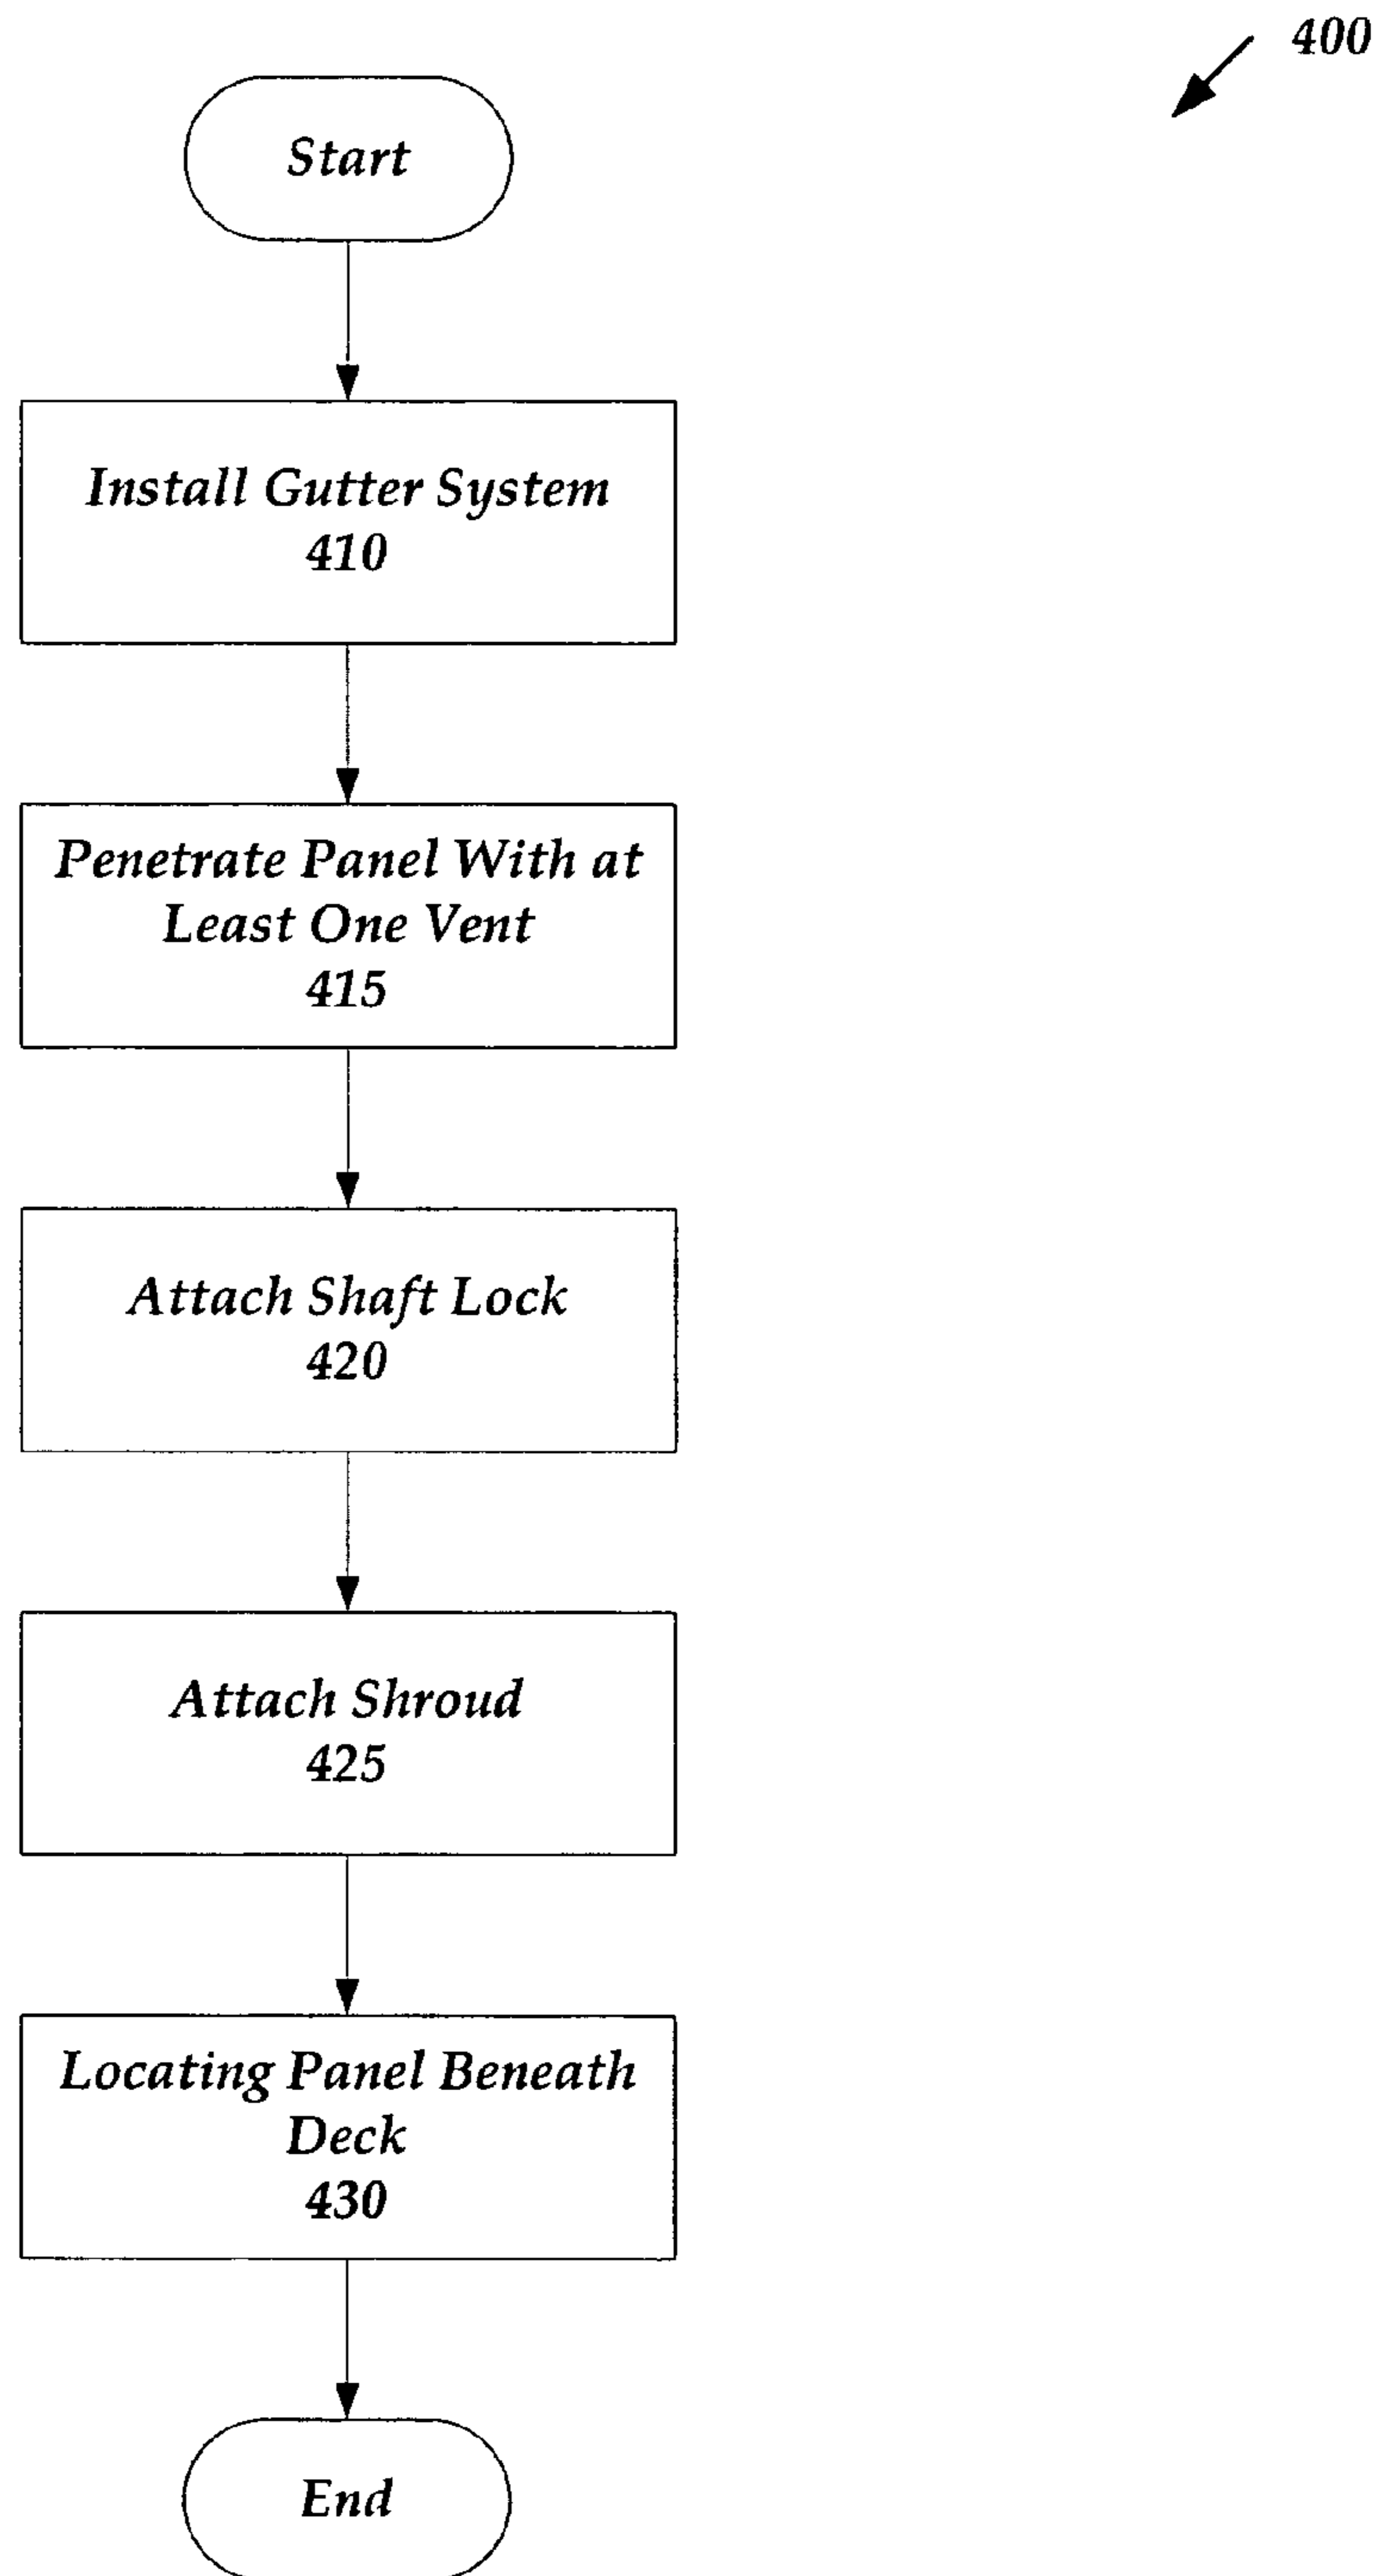 400
Start
Install Gutter System
410
Penetrate Panel With at
Least One Vent
415
Attach Shaft Lock
420
Attach Shroud
425
Locating Panel Beneath
Deck
430
End